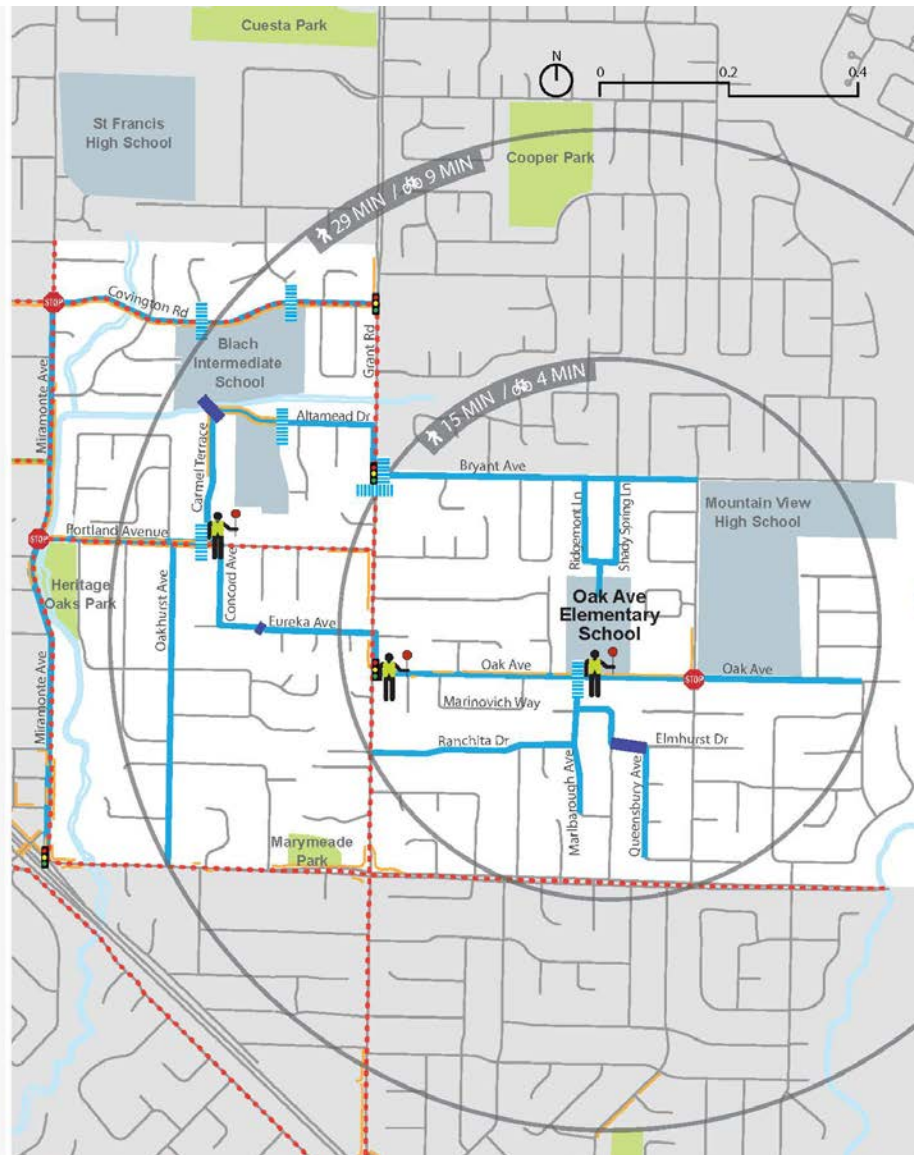 Cuesta Park
N
0
0.2
0.4
St Francis
High School
Cooper Park
29 MIN / 9 MIN
STOP
Covington Rd
Grant Rd
Blach
Intermediate
School
Miramonte Ave
15 MIN / 4 MIN
Altamead Dr
Carmel Terrace
Bryant Ave
Ridgemont Ln
Shady Spring Ln
Mountain View
High School
Portland Avenue
STOP
Concord Ave
Heritage
Oaks Park
Oakhurst Ave
Eureka Ave
Oak Ave
Elementary
School
Oak Ave
STOP
Oak Ave
Miramonte Ave
Marinovich Way
Ranchita Dr
Elmhurst Dr
Marlbarough Ave
Queensbury Ave
Marymeade
Park